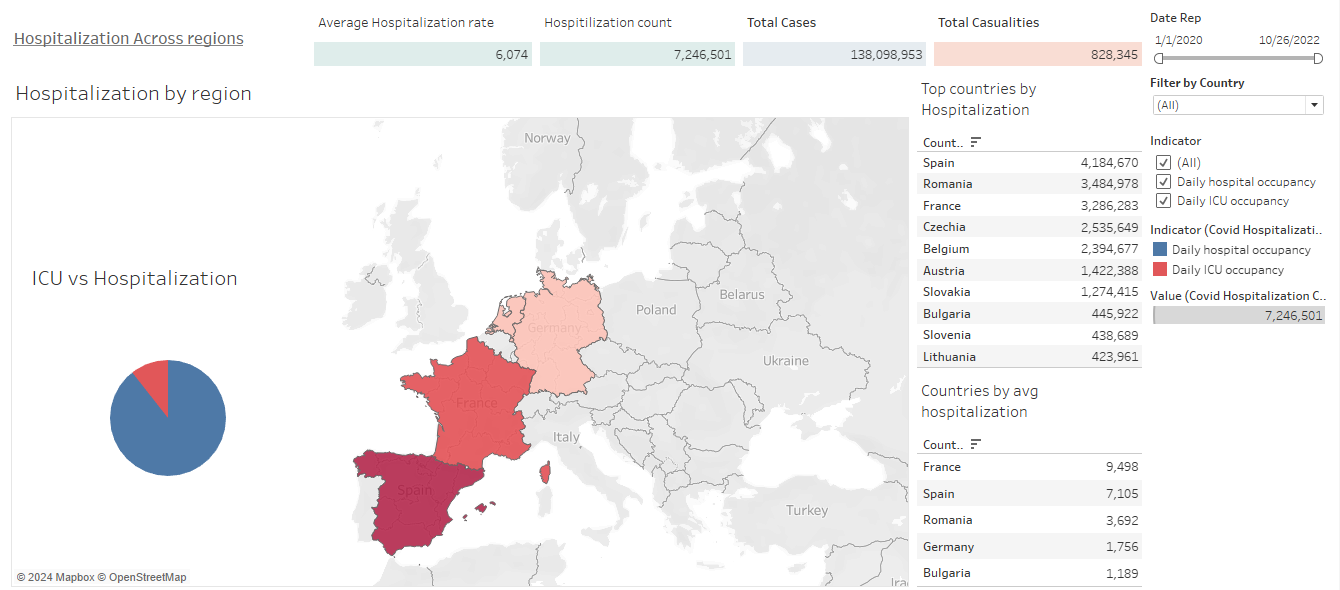 Hospitalization Across regions
Average Hospitalization rate
6,074
Hospitilization count
7,246,501
Total Cases
138,098,953
Total Casualities
828,345
Date Rep
1/1/2020 10/26/2022
Filter by Country
(All)
Indicator
(All)
Daily hospital occupancy
Daily ICU occupancy
Indicator (Covid Hospitalizati..
Daily hospital occupancy
Daily ICU occupancy
Value (Covid Hospitalization C..
7,246,501
Hospitalization by region
ICU vs Hospitalization
Norway
Belarus
Poland
Germany
Ukraine
France
Italy
Spain
Turkey
Iraq
© 2024 Mapbox © OpenStreetMap
Top countries by
Hospitalization
Count..
Spain 4,184,670
Romania 3,484,978
France 3,286,283
Czechia 2,535,649
Belgium 2,394,677
Austria 1,422,388
Slovakia 1,274,415
Bulgaria 445,922
Slovenia 438,689
Lithuania 423,961
Countries by avg
hospitalization
Count..
France 9,498
Spain 7,105
Romania 3,692
Germany 1,756
Bulgaria 1,189